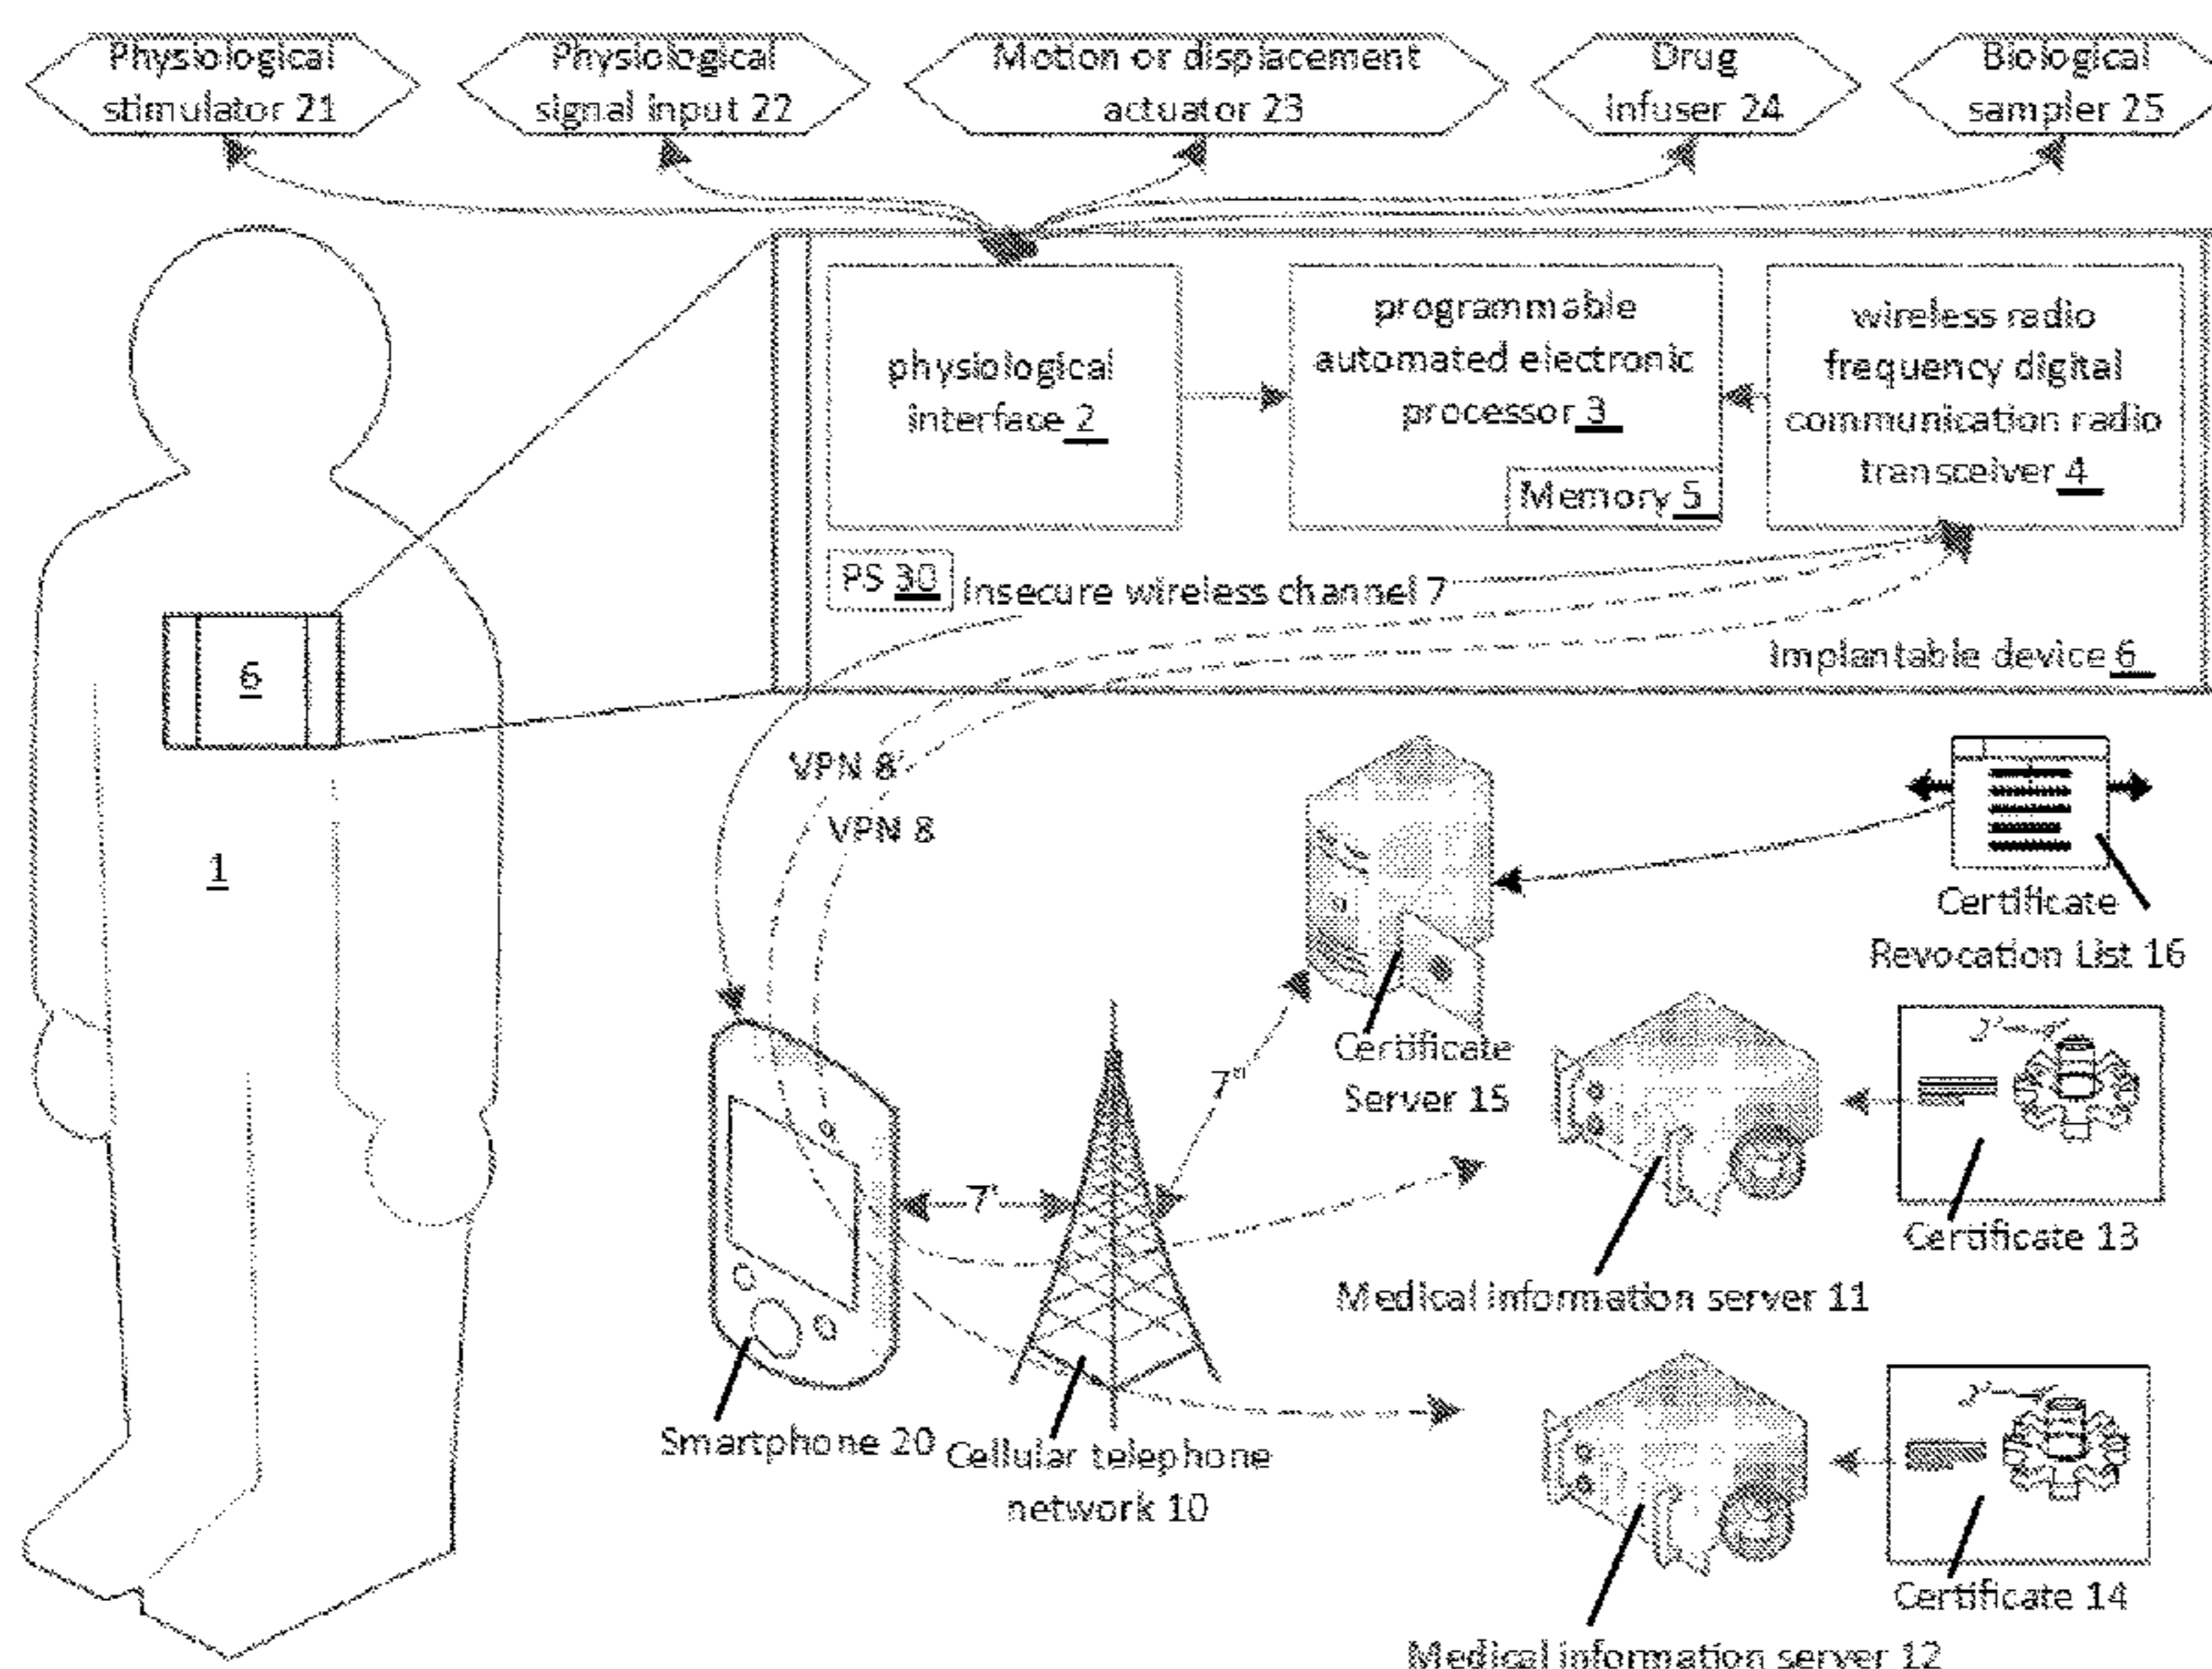 Physiological
stimulator 21
Physiological
signal input 22
Motion or displacement
actuator 23
Drug
infuser 24
Biological
sampler 25
physiological
interface 2
programmable
automated electronic
processor 3
Memory 5
wireless radio
frequency digital
communication radio
transceiver 4
PS 30
Insecure wireless channel 7
Implantable device 6
6
1
VPN 8'
VPN 8
Certificate
Revocation List 16
Certificate
Server 15
7"
7'
Certificate 13
Medical information server 11
Smartphone 20
Cellular telephone
network 10
Certificate 14
Medical information server 12